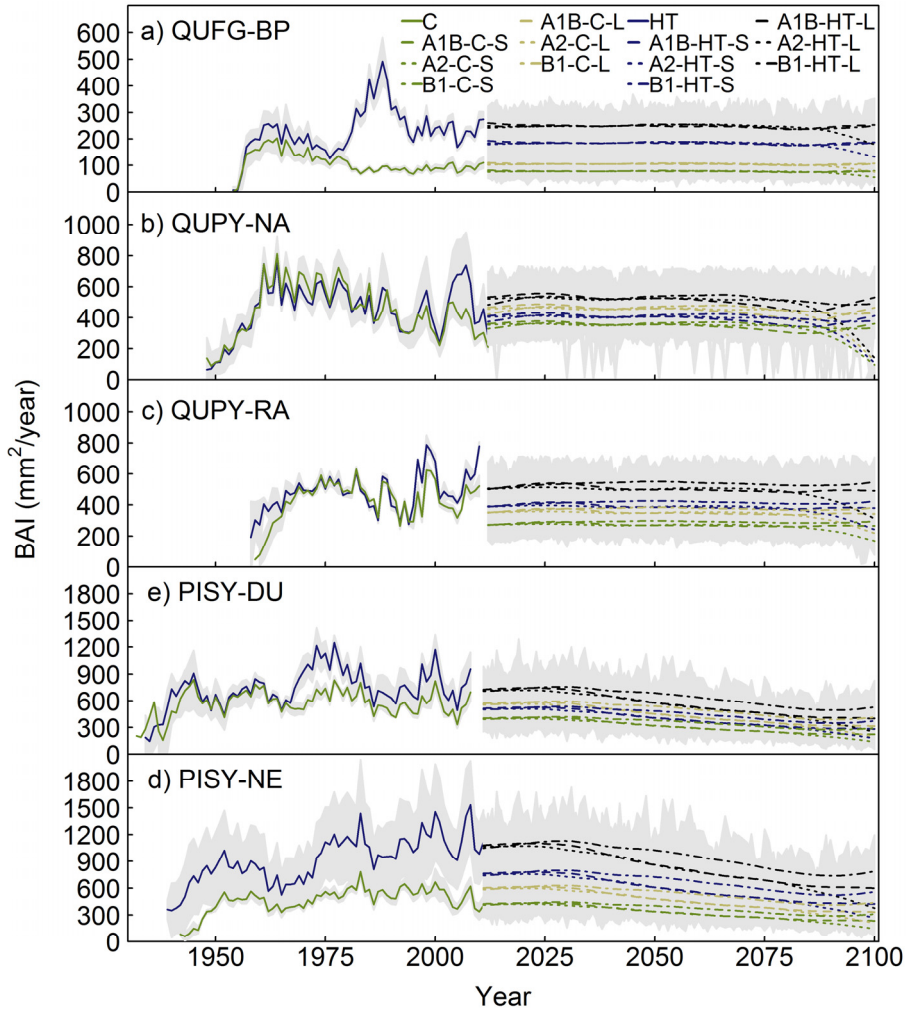 a) QUFG-BP
C
A1B-C-L
HT
A1B-HT-L
A1B-C-S
A2-C-L
A1B-HT-S
A2-HT-L
A2-C-S
B1-C-L
A2-HT-S
B1-HT-L
B1-C-S
B1-HT-S
600
500
400
300
200
100
0
b) QUPY-NA
1000
800
600
400
200
0
c) QUPY-RA
1000
800
600
400
200
0
e) PISY-DU
1800
1500
1200
900
600
300
0
d) PISY-NE
1800
1500
1200
900
600
300
0
BAI (mm²/year)
1950
1975
2000
2025
2050
2075
2100
Year